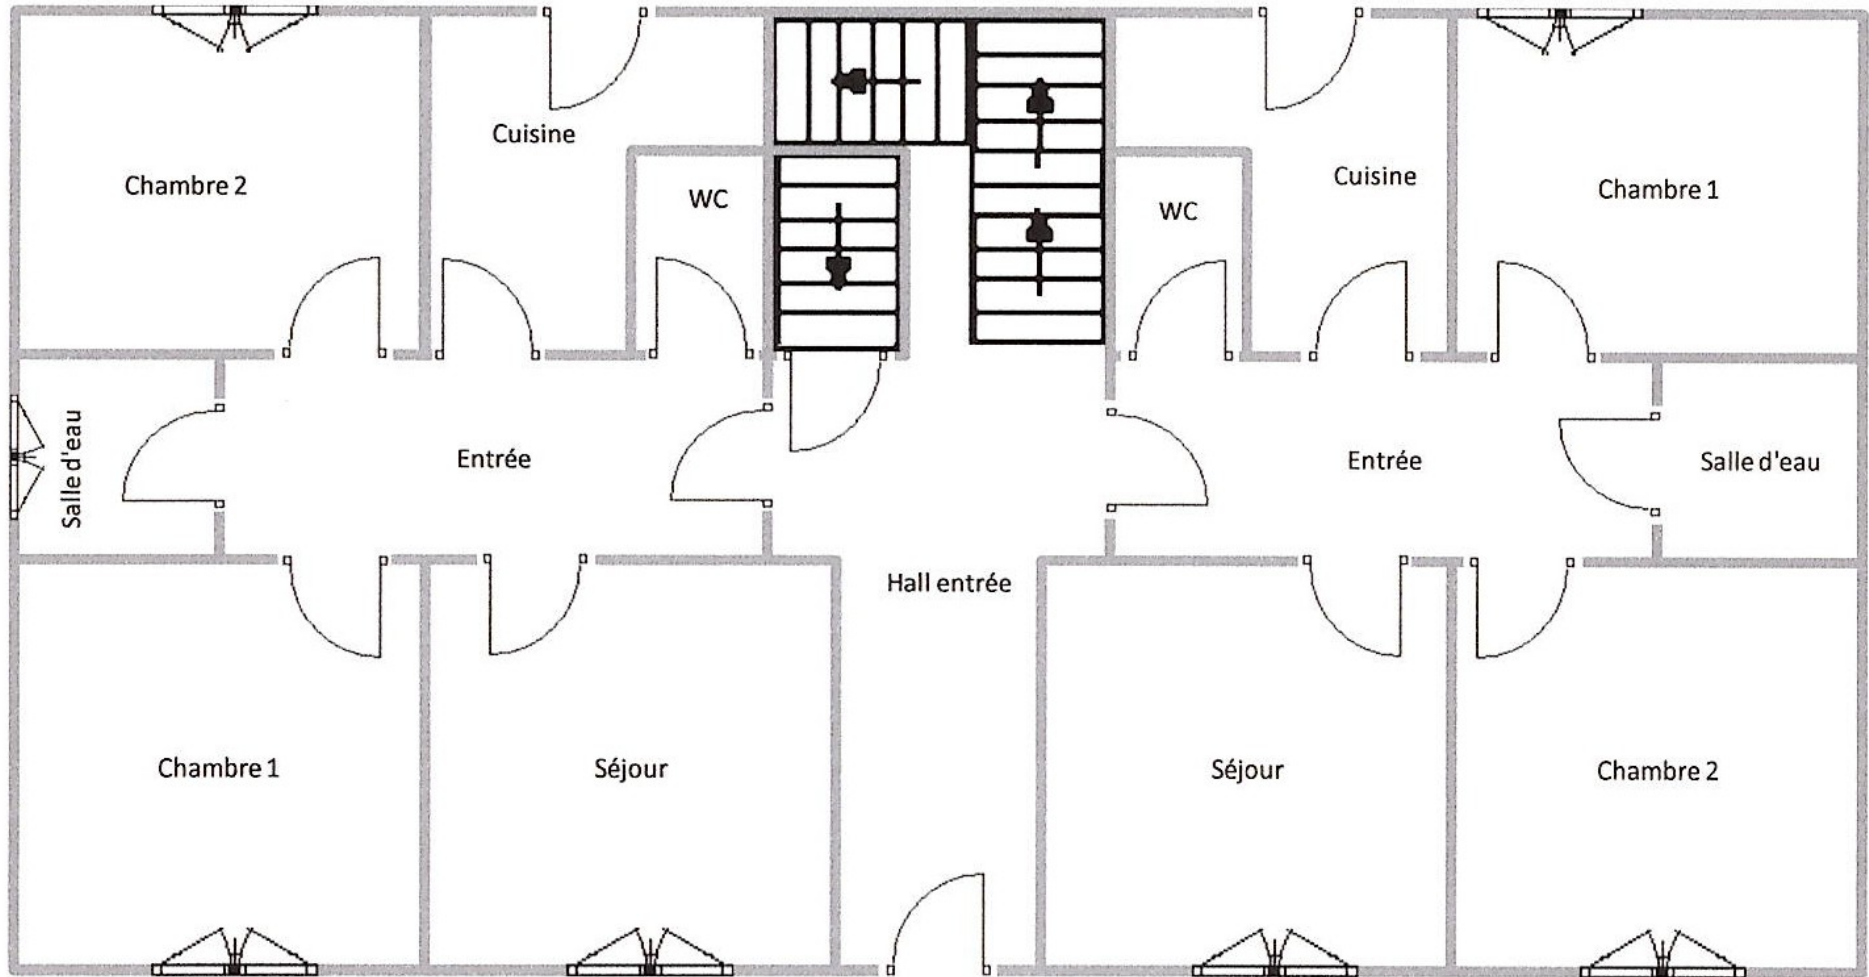 Cuisine
Chambre 2
WC
WC
Cuisine
Chambre 1
Salle d'eau
Entrée
Entrée
Salle d'eau
Hall entrée
Chambre 1
Séjour
Séjour
Chambre 2